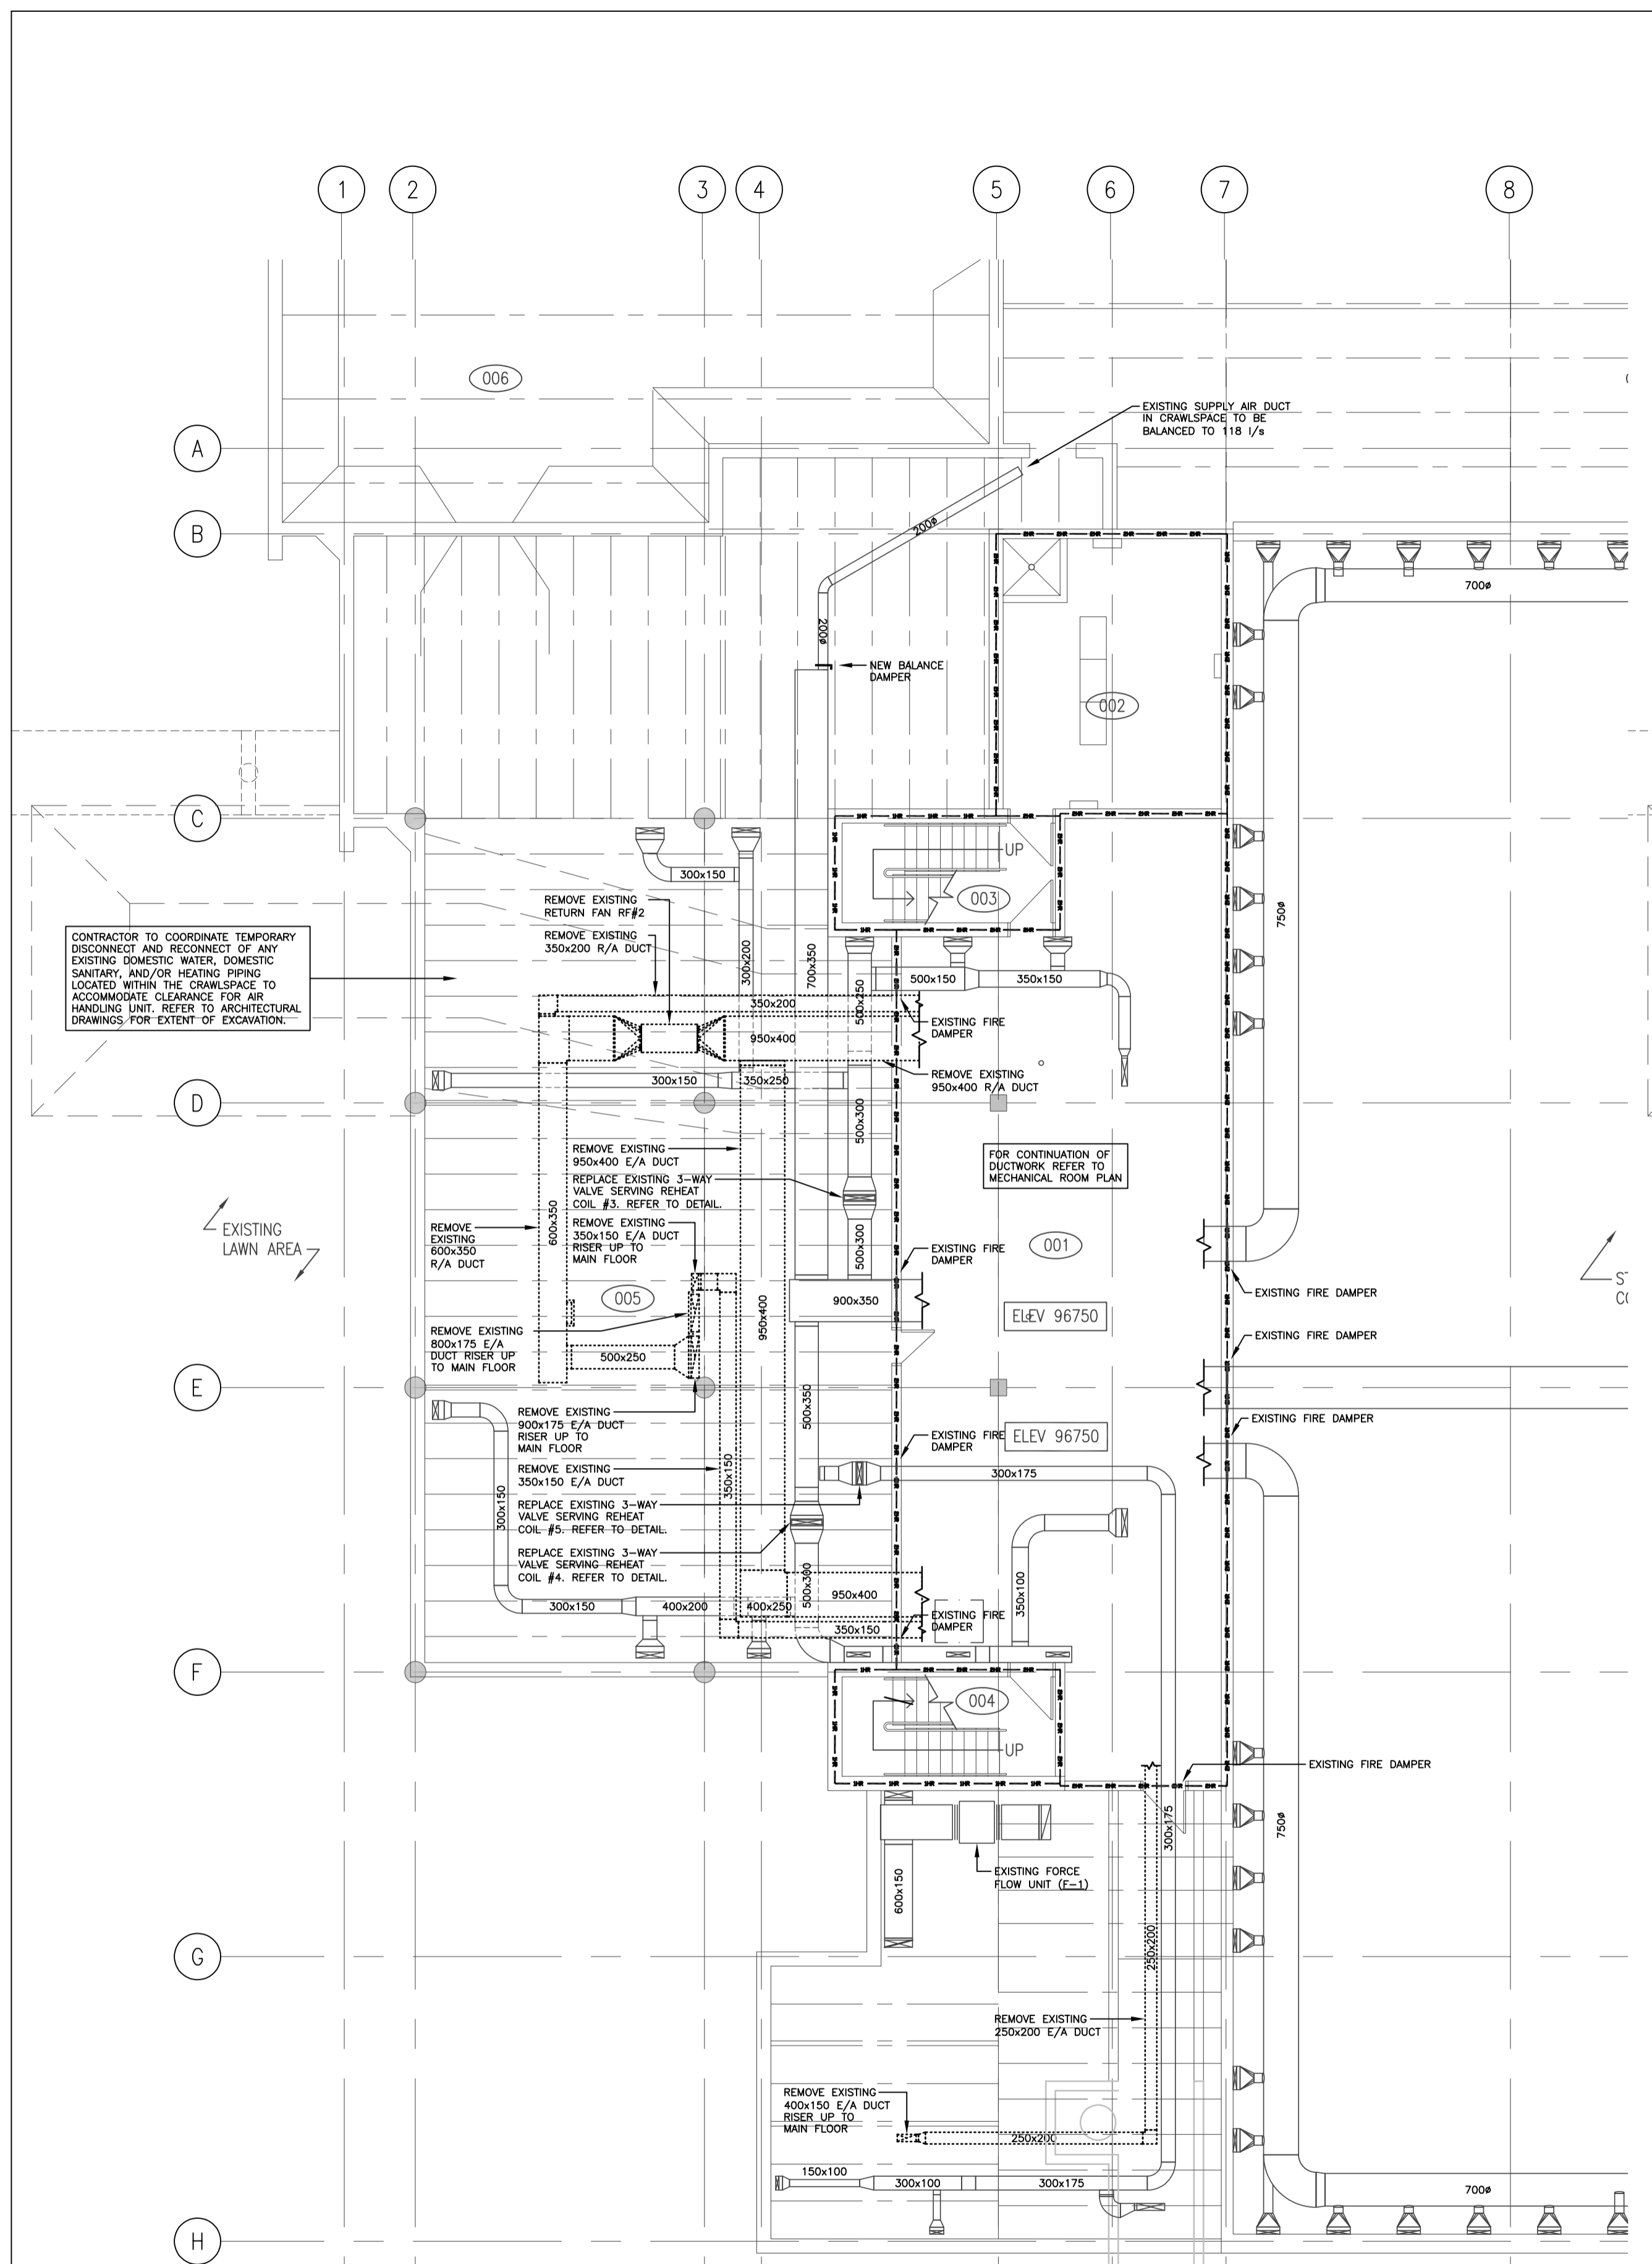 1
2
3
4
5
6
7
8
006
A
EXISTING SUPPLY AIR DUCT
IN CRAWLSPACE TO BE
BALANCED TO 118 l/s
200ø
B
700ø
200ø
NEW BALANCE
DAMPER
002
C
UP
003
300x150
REMOVE EXISTING
RETURN FAN RF#2
REMOVE EXISTING
350x200 R/A DUCT
300x200
700x350
500x250
500x150
350x150
750ø
CONTRACTOR TO COORDINATE TEMPORARY
DISCONNECT AND RECONNECT OF ANY
EXISTING DOMESTIC WATER, DOMESTIC
SANITARY, AND/OR HEATING PIPING
LOCATED WITHIN THE CRAWLSPACE TO
ACCOMMODATE CLEARANCE FOR AIR
HANDLING UNIT. REFER TO ARCHITECTURAL
DRAWINGS FOR EXTENT OF EXCAVATION.
350x200
950x400
EXISTING FIRE
DAMPER
REMOVE EXISTING
950x400 R/A DUCT
300x150
350x250
D
500x300
REMOVE EXISTING
950x400 E/A DUCT
REPLACE EXISTING 3-WAY
VALVE SERVING REHEAT
COIL #3. REFER TO DETAIL.
FOR CONTINUATION OF
DUCTWORK REFER TO
MECHANICAL ROOM PLAN
EXISTING
LAWN AREA
REMOVE
EXISTING
600x350
R/A DUCT
600x350
REMOVE EXISTING
350x150 E/A DUCT
RISER UP TO
MAIN FLOOR
500x300
EXISTING FIRE
DAMPER
001
EXISTING FIRE DAMPER
005
900x350
950x400
ELEV 96750
REMOVE EXISTING
800x175 E/A
DUCT RISER UP
TO MAIN FLOOR
500x250
EXISTING FIRE DAMPER
E
500x350
REMOVE EXISTING
900x175 E/A DUCT
RISER UP TO
MAIN FLOOR
EXISTING FIRE DAMPER
EXISTING FIRE
DAMPER
ELEV 96750
REMOVE EXISTING
350x150 E/A DUCT
350x150
300x175
300x150
REPLACE EXISTING 3-WAY
VALVE SERVING REHEAT
COIL #5. REFER TO DETAIL.
REPLACE EXISTING 3-WAY
VALVE SERVING REHEAT
COIL #4. REFER TO DETAIL.
500x300
950x400
350x100
300x150
400x200
400x250
350x150
EXISTING FIRE
DAMPER
F
004
UP
EXISTING FIRE DAMPER
300x175
750ø
EXISTING FORCE
FLOW UNIT (F-1)
600x150
G
250x200
REMOVE EXISTING
250x200 E/A DUCT
REMOVE EXISTING
400x150 E/A DUCT
RISER UP TO
MAIN FLOOR
250x200
150x100
300x100
300x175
700ø
H